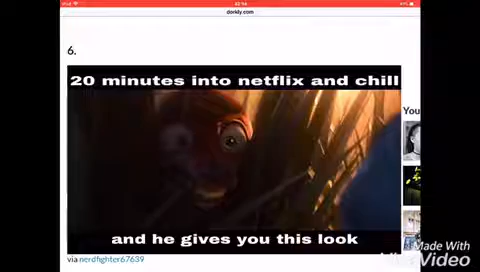 dorkly.com
6.
20 minutes into netflix and chill
You
and he gives you this look
Made With
Video
via nerdfighter67639